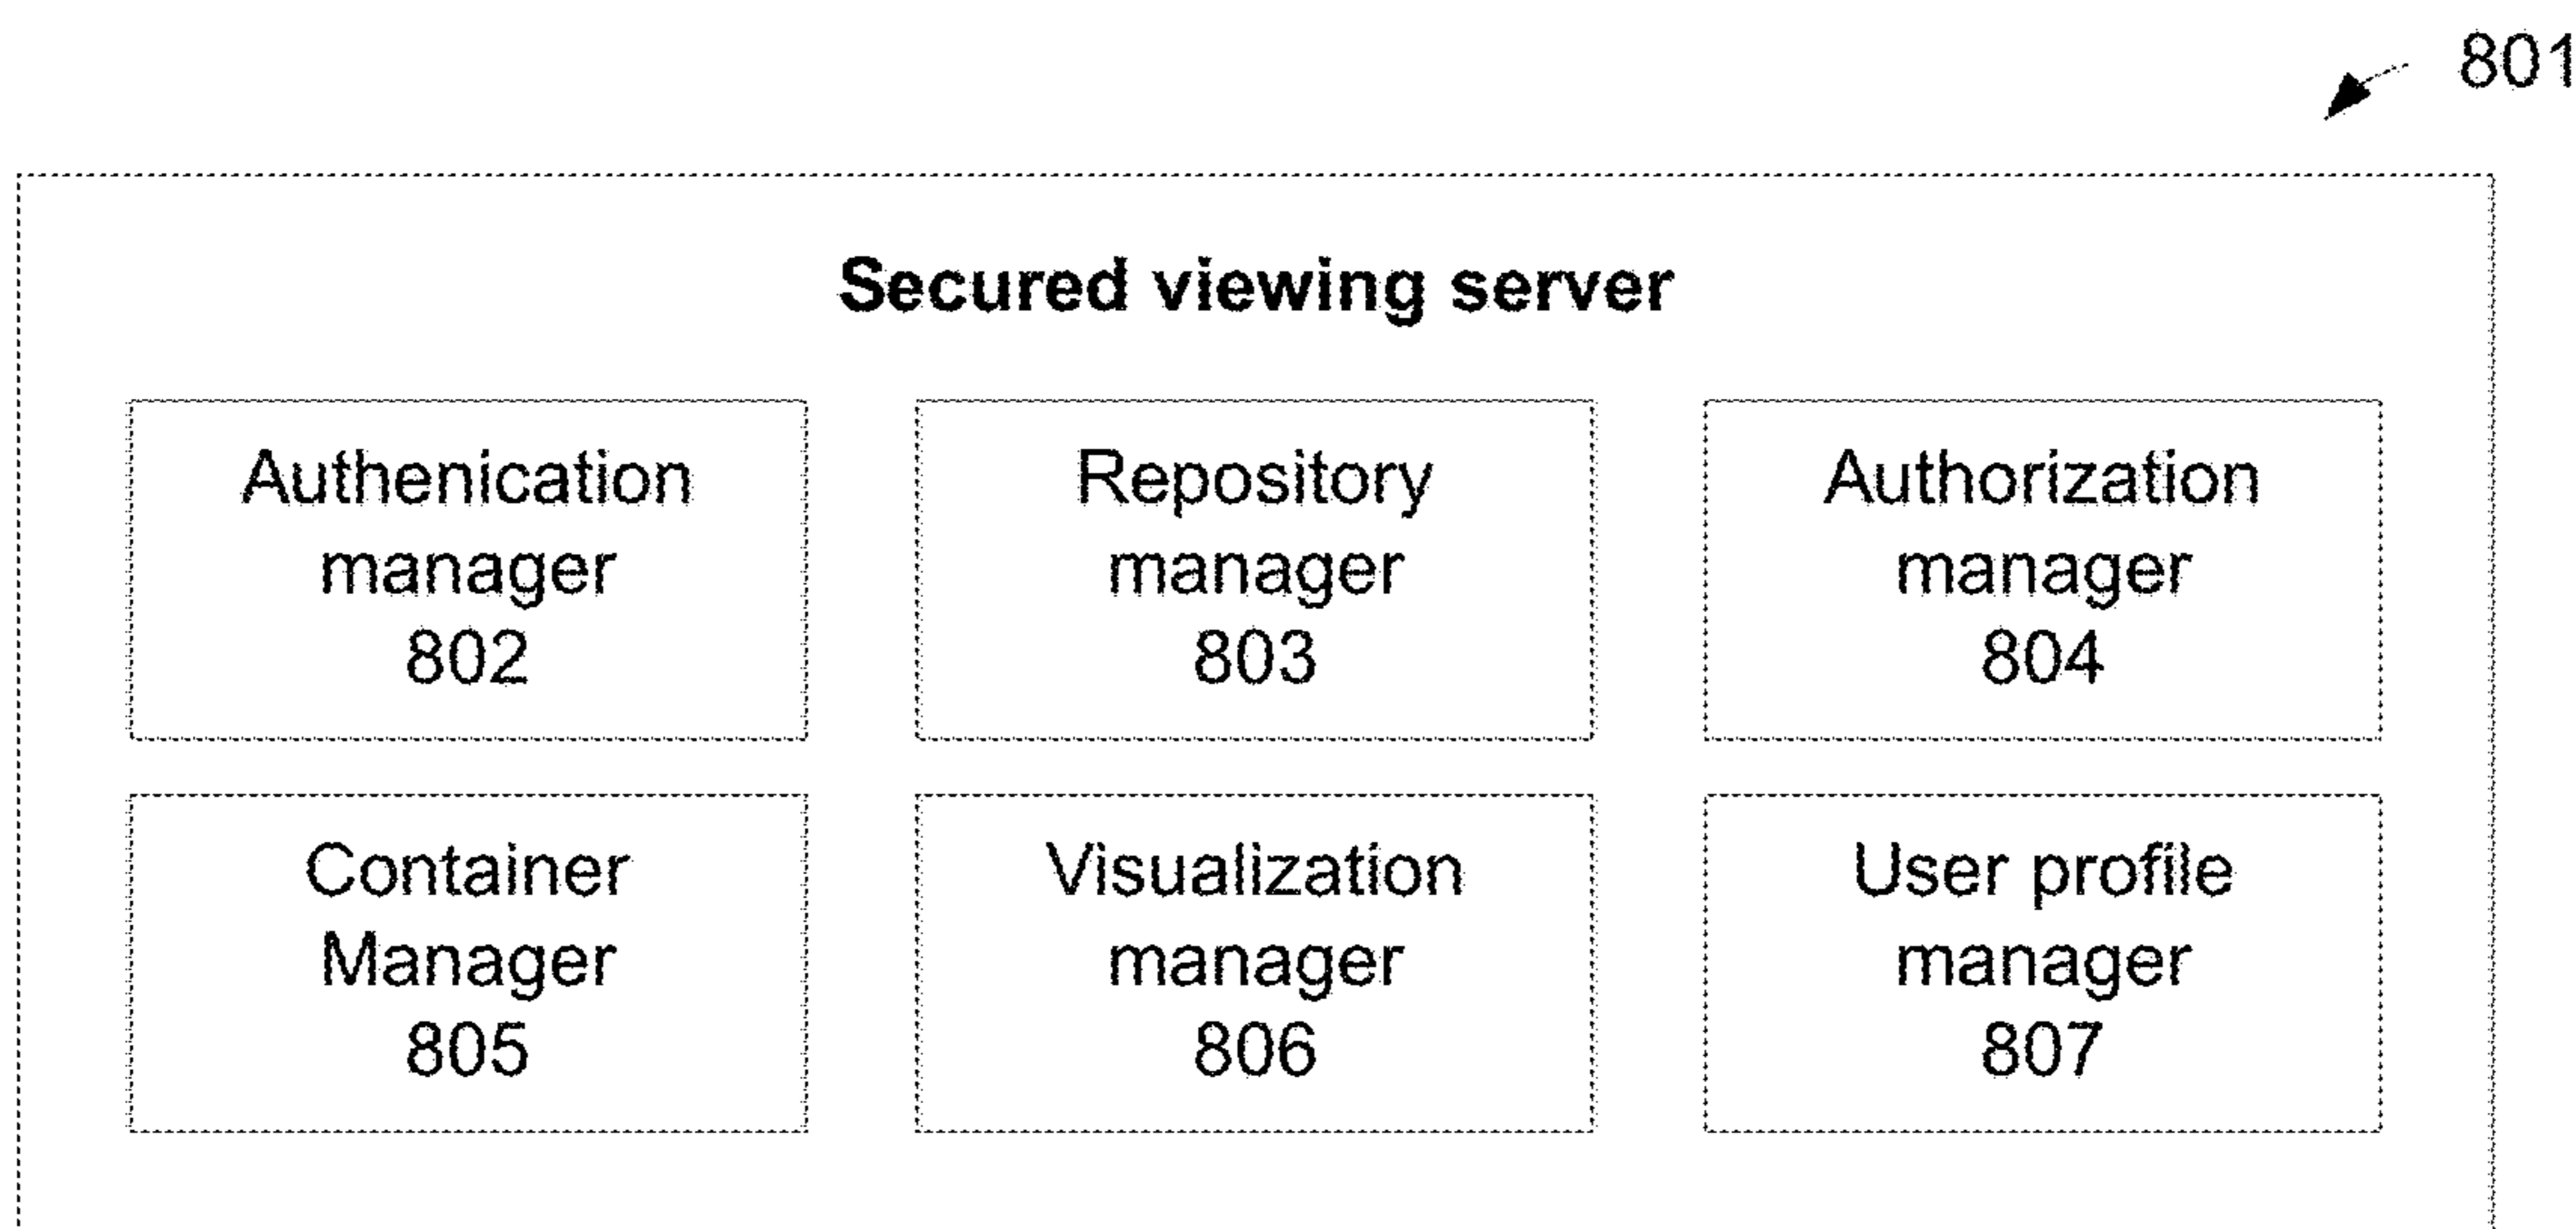 801
Secured viewing server
Authenication
manager
802
Repository
manager
803
Authorization
manager
804
Container
Manager
805
Visualization
manager
806
User profile
manager
807